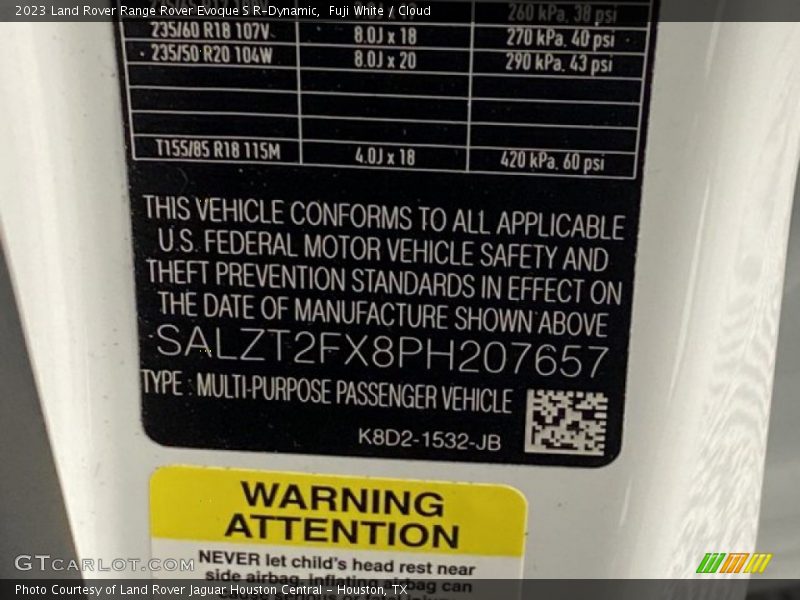 2023 Land Rover Range Rover Evoque S R-Dynamic, Fuji White / Cloud
260 kPa, 38 psi
235/60 R18 107V 8.0J x 18 270 kPa, 40 psi
235/50 R20 104W 8.0J x 20 290 kPa, 43 psi
T155/85 R18 115M 4.0J x 18 420 kPa, 60 psi
THIS VEHICLE CONFORMS TO ALL APPLICABLE
U.S. FEDERAL MOTOR VEHICLE SAFETY AND
THEFT PREVENTION STANDARDS IN EFFECT ON
THE DATE OF MANUFACTURE SHOWN ABOVE
SALZT2FX8PH207657
TYPE : MULTI-PURPOSE PASSENGER VEHICLE
K8D2-1532-JB
WARNING
ATTENTION
NEVER let child's head rest near
side airbag, inflating airbag can
GTCARLOT.COM
Photo Courtesy of Land Rover Jaguar Houston Central - Houston, TX